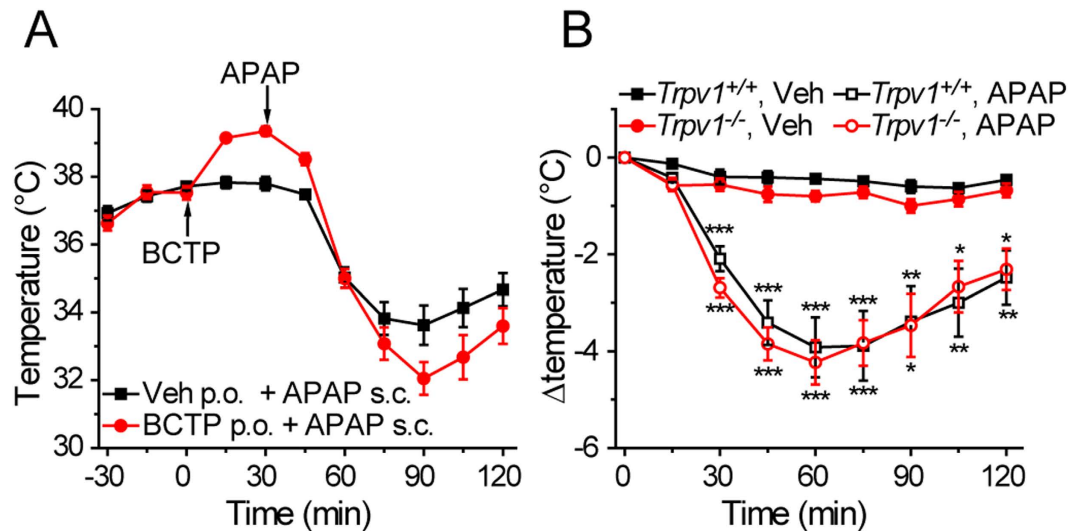 A
APAP
BCTP
Temperature (°C)
40
38
36
34
32
30
Veh p.o. + APAP s.c.
BCTP p.o. + APAP s.c.
-30 0 30 60 90 120
Time (min)
B
Trpv1+/+, Veh Trpv1+/+, APAP
Trpv1-/-, Veh Trpv1-/-, APAP
Δtemperature (°C)
0
-2
-4
-6
*** *** *** *** ** * *
*** *** *** *** * ** **
0 30 60 90 120
Time (min)